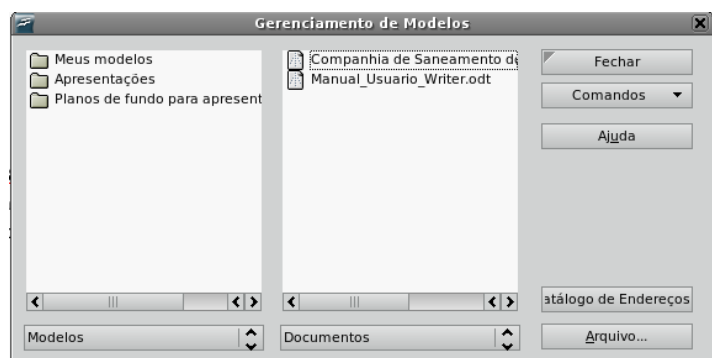 Gerenciamento de Modelos
Meus modelos
Apresentações
Planos de fundo para apresent
Companhia de Saneamento de
Manual_Usuario_Writer.odt
Fechar
Comandos
Ajuda
atálogo de Endereços
Modelos
Documentos
Arquivo...